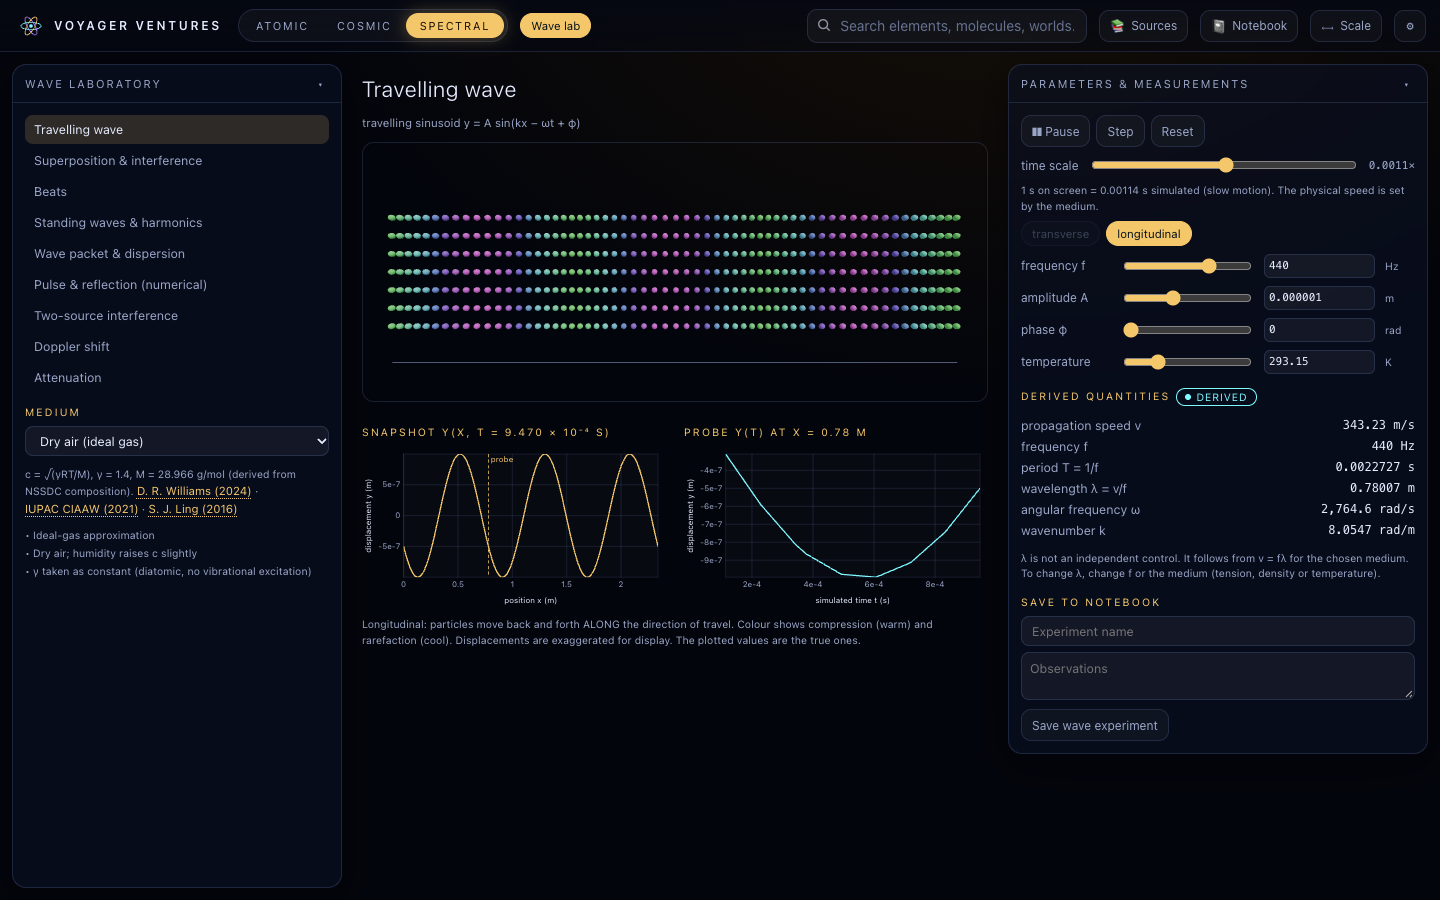 VOYAGER VENTURES
ATOMIC
COSMIC
SPECTRAL
Wave lab
Search elements, molecules, worlds.
Sources
Notebook
Scale
WAVE LABORATORY
Travelling wave
Superposition & interference
Beats
Standing waves & harmonics
Wave packet & dispersion
Pulse & reflection (numerical)
Two-source interference
Doppler shift
Attenuation
MEDIUM
Dry air (ideal gas)
c = √(γRT/M), γ = 1.4, M = 28.966 g/mol (derived from
NSSDC composition). D. R. Williams (2024) ·
IUPAC CIAAW (2021) · S. J. Ling (2016)
• Ideal-gas approximation
• Dry air; humidity raises c slightly
• γ taken as constant (diatomic, no vibrational excitation)
Travelling wave
travelling sinusoid y = A sin(kx − ωt + ϕ)
SNAPSHOT Y(X, T = 9.470 × 10⁻⁴ S)
probe
5e-7
0
-5e-7
displacement y (m)
0
0.5
1
1.5
2
position x (m)
PROBE Y(T) AT X = 0.78 M
-4e-7
-5e-7
-6e-7
-7e-7
-8e-7
-9e-7
displacement y (m)
2e-4
4e-4
6e-4
8e-4
simulated time t (s)
Longitudinal: particles move back and forth ALONG the direction of travel. Colour shows compression (warm) and
rarefaction (cool). Displacements are exaggerated for display. The plotted values are the true ones.
PARAMETERS & MEASUREMENTS
Pause
Step
Reset
time scale
0.0011×
1 s on screen = 0.00114 s simulated (slow motion). The physical speed is set
by the medium.
transverse
longitudinal
frequency f
440
Hz
amplitude A
0.000001
m
phase ϕ
0
rad
temperature
293.15
K
DERIVED QUANTITIES
DERIVED
propagation speed v
343.23 m/s
frequency f
440 Hz
period T = 1/f
0.0022727 s
wavelength λ = v/f
0.78007 m
angular frequency ω
2,764.6 rad/s
wavenumber k
8.0547 rad/m
λ is not an independent control. It follows from v = fλ for the chosen medium.
To change λ, change f or the medium (tension, density or temperature).
SAVE TO NOTEBOOK
Experiment name
Observations
Save wave experiment